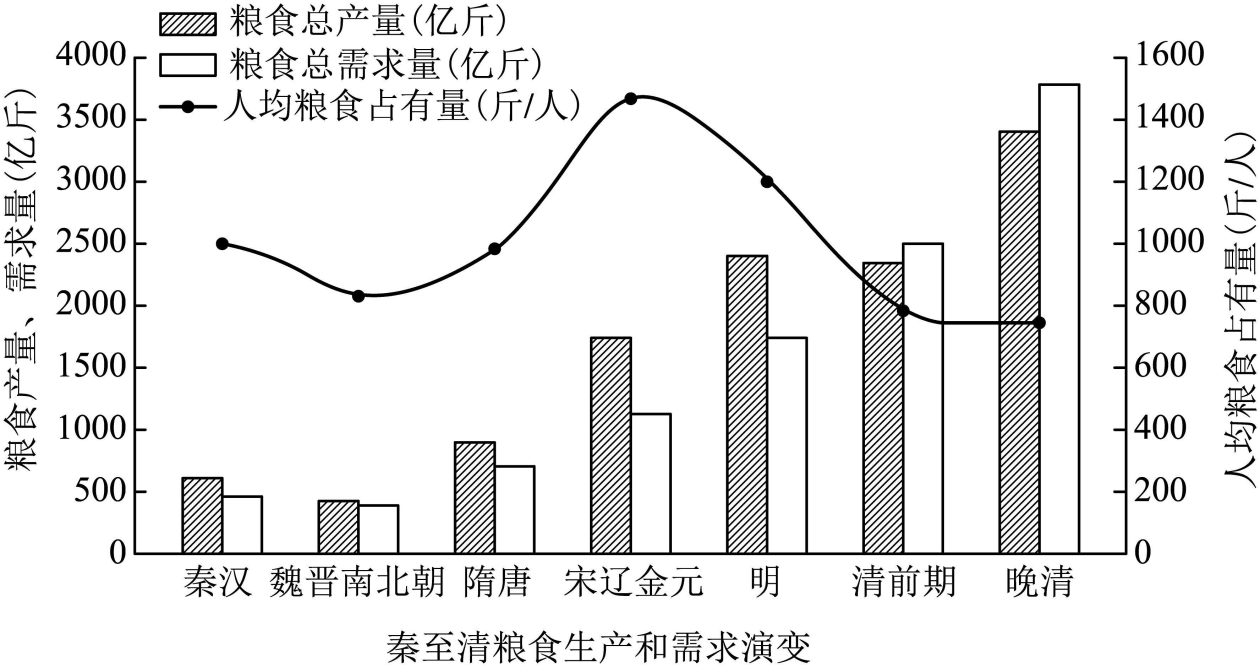 粮食总产量(亿斤)
粮食总需求量(亿斤)
人均粮食占有量(斤/人)
粮食产量、需求量(亿斤)
4000
3500
3000
2500
2000
1500
1000
500
0
1600
1400
1200
1000
800
600
400
200
0
人均粮食占有量(斤/人)
秦汉 魏晋南北朝 隋唐 宋辽金元 明 清前期 晚清
秦至清粮食生产和需求演变